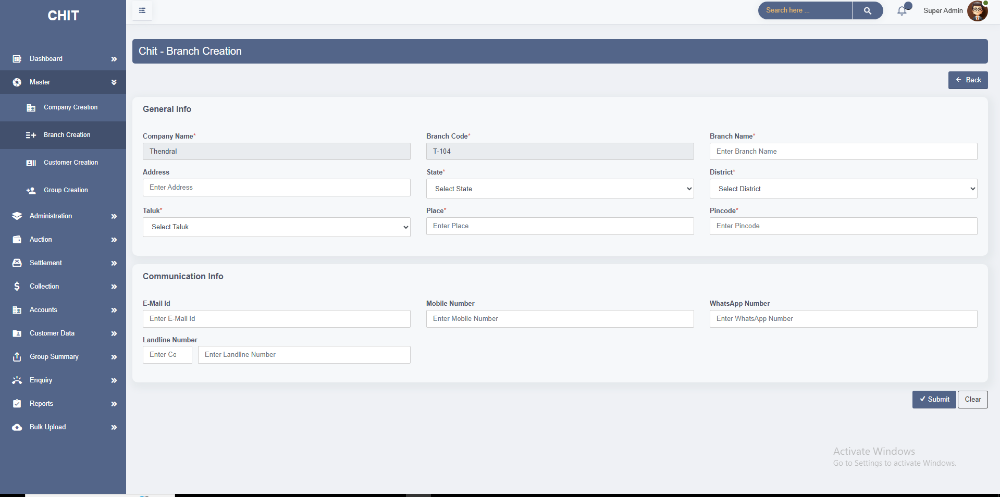 CHIT
Search here ...
Super Admin
Dashboard
Master
Company Creation
Branch Creation
Customer Creation
Group Creation
Administration
Auction
Settlement
Collection
Accounts
Customer Data
Group Summary
Enquiry
Reports
Bulk Upload
Chit - Branch Creation
Back
General Info
Company Name*
Branch Code*
Branch Name*
Thendral
T-104
Enter Branch Name
Address
State*
District*
Enter Address
Select State
Select District
Taluk*
Place*
Pincode*
Select Taluk
Enter Place
Enter Pincode
Communication Info
E-Mail Id
Mobile Number
WhatsApp Number
Enter E-Mail Id
Enter Mobile Number
Enter WhatsApp Number
Landline Number
Enter Co
Enter Landline Number
Submit
Clear
Activate Windows
Go to Settings to activate Windows.